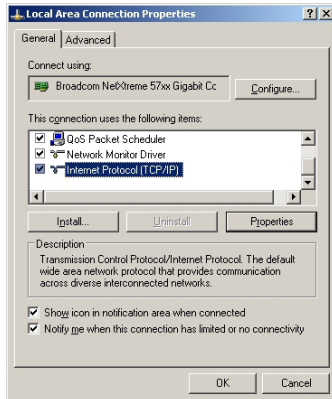 Local Area Connection Properties
General Advanced
Connect using:
Broadcom NetXtreme 57xx Gigabit Cc Configure...
This connection uses the following items:
QoS Packet Scheduler
Network Monitor Driver
Internet Protocol (TCP/IP)
Install... Uninstall Properties
Description
Transmission Control Protocol/Internet Protocol. The default
wide area network protocol that provides communication
across diverse interconnected networks.
Show icon in notification area when connected
Notify me when this connection has limited or no connectivity
OK Cancel